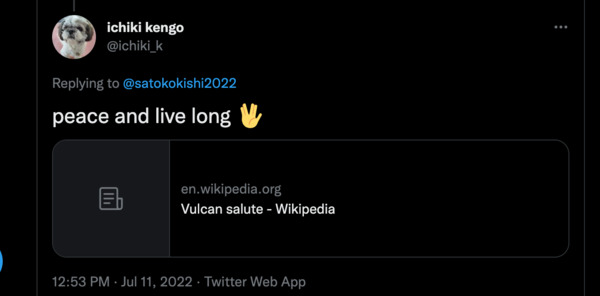 ichiki kengo
@ichiki_k
Replying to @satokokishi2022
peace and live long 🖖
en.wikipedia.org
Vulcan salute - Wikipedia
12:53 PM · Jul 11, 2022 · Twitter Web App